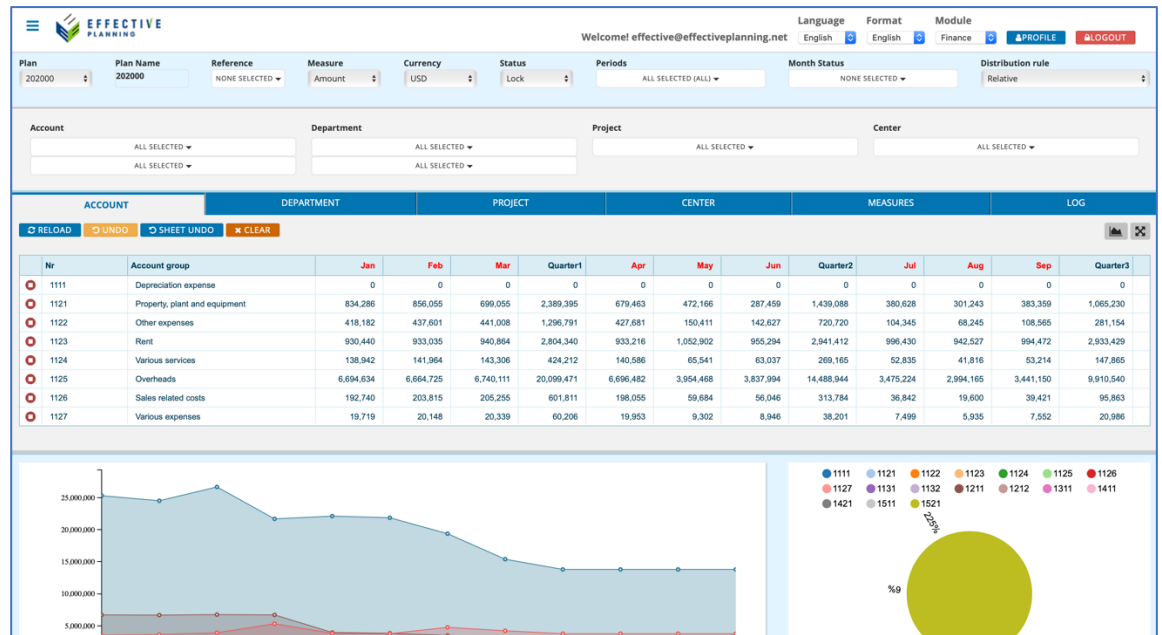 EFFECTIVE
PLANNING
Language Format Module
Welcome! effective@effectiveplanning.net English English Finance PROFILE LOGOUT
Plan Plan Name Reference Measure Currency Status Periods Month Status Distribution rule
202000 202000 NONE SELECTED Amount USD Lock ALL SELECTED (ALL) NONE SELECTED Relative
Account Department Project Center
ALL SELECTED ALL SELECTED ALL SELECTED ALL SELECTED
ALL SELECTED ALL SELECTED
ACCOUNT DEPARTMENT PROJECT CENTER MEASURES LOG
RELOAD UNDO SHEET UNDO CLEAR
Nr Account group Jan Feb Mar Quarter1 Apr May Jun Quarter2 Jul Aug Sep Quarter3
1111 Depreciation expense 0 0 0 0 0 0 0 0 0 0 0 0
1121 Property, plant and equipment 834,286 856,055 699,055 2,389,395 679,463 472,166 287,459 1,439,088 380,628 301,243 383,359 1,065,230
1122 Other expenses 418,182 437,601 441,008 1,296,791 427,681 150,411 142,627 720,720 104,345 68,245 108,565 281,154
1123 Rent 930,440 933,035 940,864 2,804,340 933,216 1,052,902 955,294 2,941,412 996,430 942,527 994,472 2,933,429
1124 Various services 138,942 141,964 143,306 424,212 140,586 65,541 63,037 269,165 52,835 41,816 53,214 147,865
1125 Overheads 6,694,634 6,664,725 6,740,111 20,099,471 6,696,482 3,954,468 3,837,994 14,488,944 3,475,224 2,994,165 3,441,150 9,910,540
1126 Sales related costs 192,740 203,815 205,255 601,811 198,055 59,684 56,046 313,784 36,842 19,600 39,421 95,863
1127 Various expenses 19,719 20,148 20,339 60,206 19,953 9,302 8,946 38,201 7,499 5,935 7,552 20,986
1111 1121 1122 1123 1124 1125 1126
1127 1131 1132 1211 1212 1311 1411
1421 1511 1521
25,000,000
20,000,000
15,000,000
10,000,000
5,000,000
225%
%9